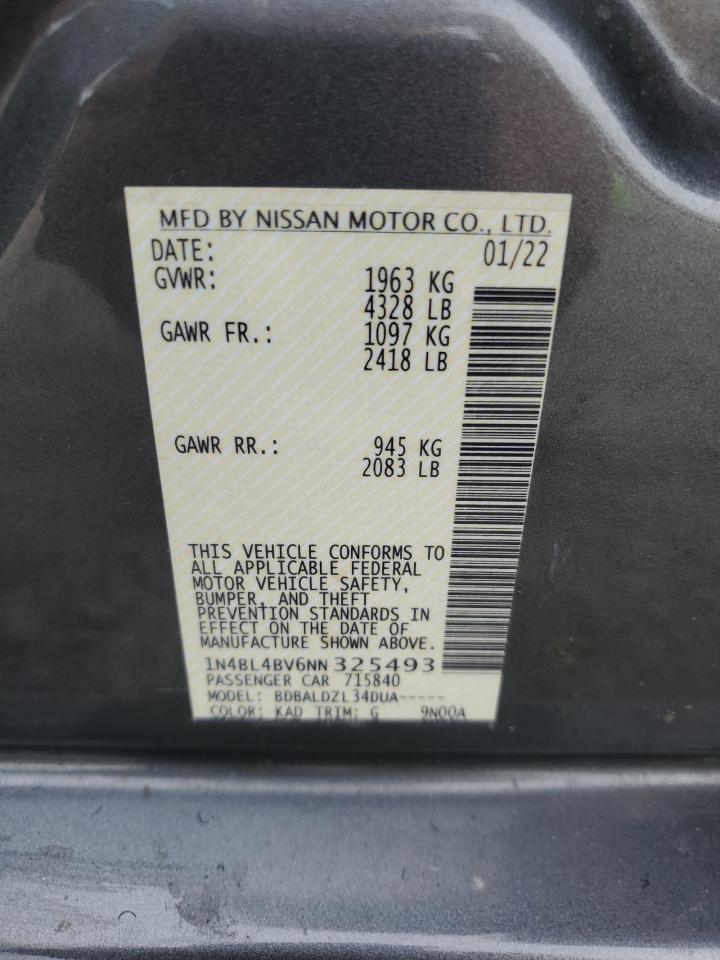 MFD BY NISSAN MOTOR CO., LTD.
DATE: 01/22
GVWR: 1963 KG
4328 LB
GAWR FR.: 1097 KG
2418 LB
GAWR RR.: 945 KG
2083 LB
THIS VEHICLE CONFORMS TO
ALL APPLICABLE FEDERAL
MOTOR VEHICLE SAFETY,
BUMPER, AND THEFT
PREVENTION STANDARDS IN
EFFECT ON THE DATE OF
MANUFACTURE SHOWN ABOVE.
1N4BL4BV6NN325493
PASSENGER CAR 715840
MODEL: BDBALDZL34DUA-----
COLOR: KAD TRIM: G 9N00A